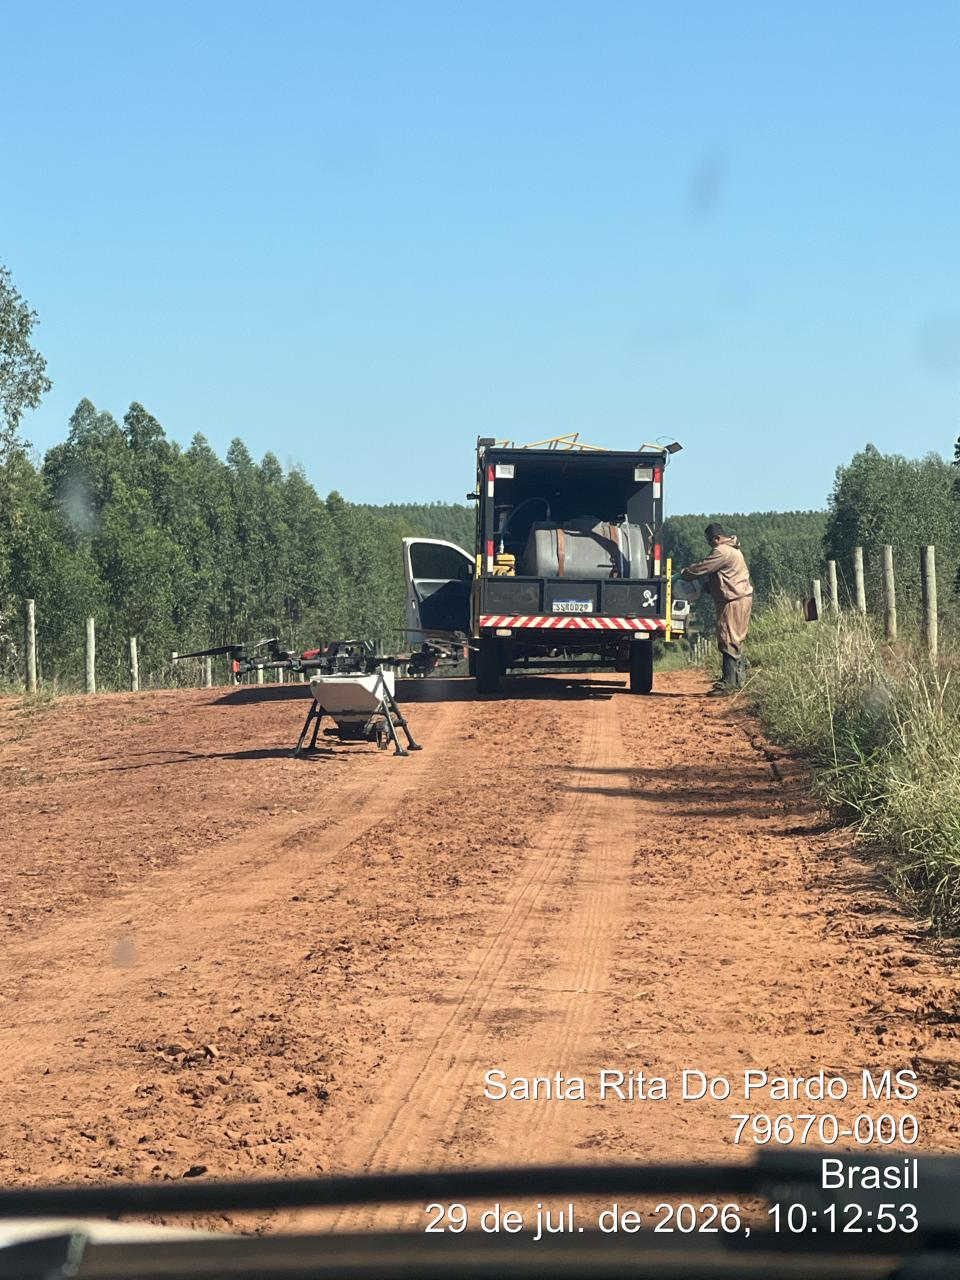 Santa Rita Do Pardo MS
79670-000
Brasil
29 de jul. de 2026, 10:12:53